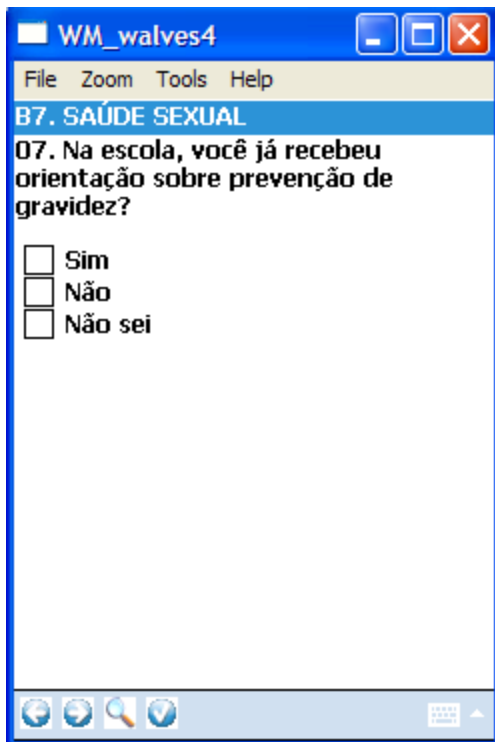 WM_walves4
File Zoom Tools Help
B7. SAÚDE SEXUAL
07. Na escola, você já recebeu
orientação sobre prevenção de
gravidez?
Sim
Não
Não sei